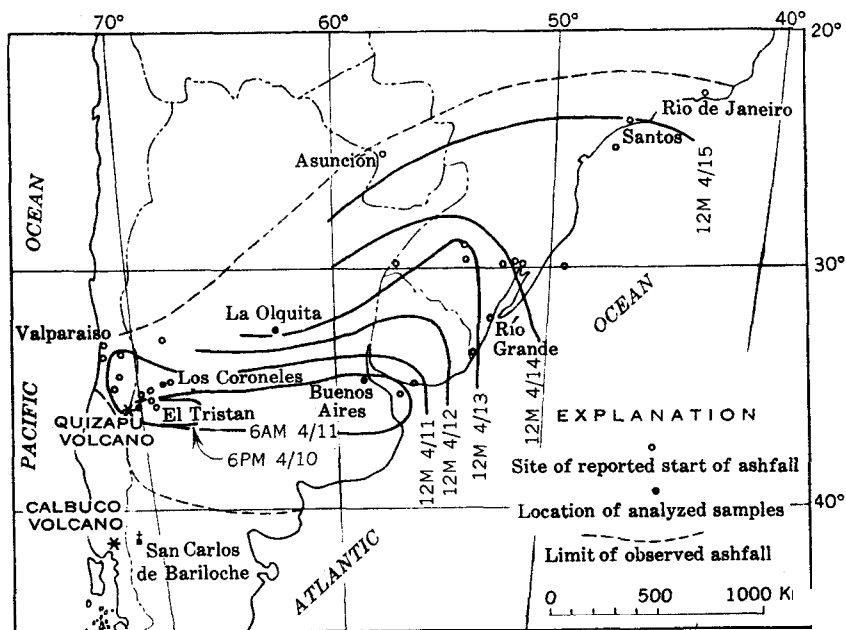 70°
60°
50°
40°
20°
OCEAN
Rio de Janeiro
Santos
Asunción
12M 4/15
30°
La Olquita
OCEAN
Valparaiso
Río
Grande
Los Coroneles
Buenos
Aires
El Tristan
PACIFIC
QUIZAPU
VOLCANO
6AM 4/11
6PM 4/10
12M 4/11
12M 4/12
12M 4/13
12M 4/14
EXPLANATION
Site of reported start of ashfall
Location of analyzed samples
Limit of observed ashfall
40°
CALBUCO
VOLCANO
San Carlos
de Bariloche
ATLANTIC
0 500 1000 K